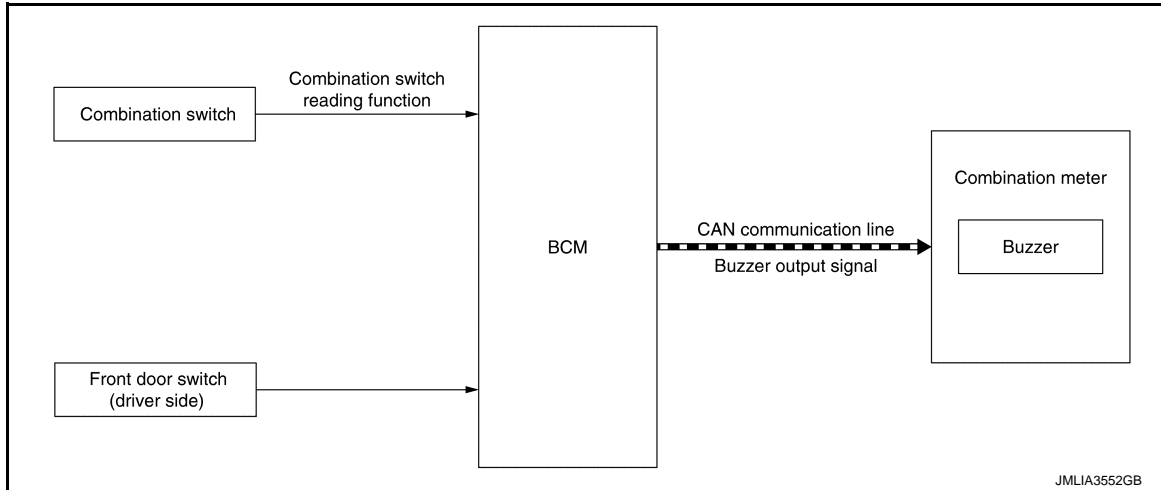 Combination switch
Combination switch
reading function
BCM
CAN communication line
Buzzer output signal
Combination meter
Buzzer
Front door switch
(driver side)
JMLIA3552GB